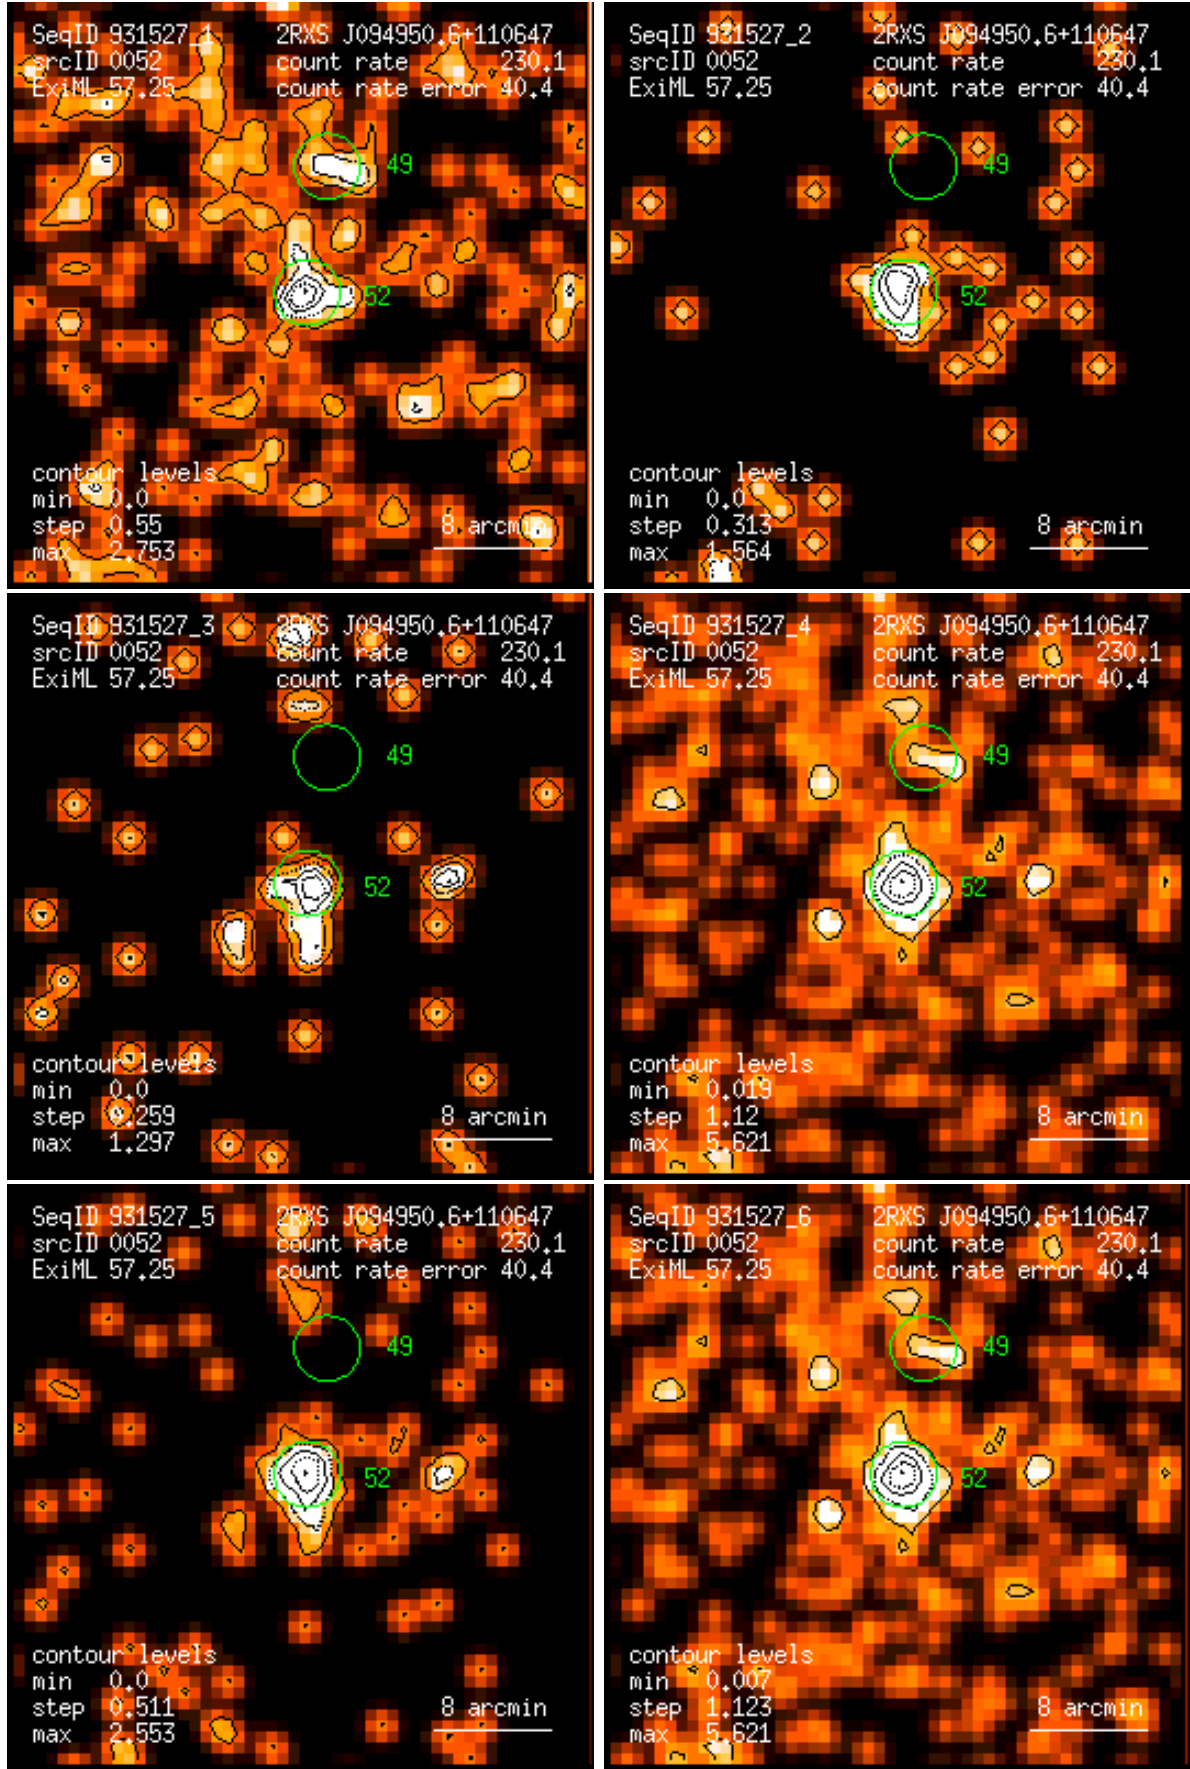 SeqID 931527_1 2RXS J094950.6+110647
srcID 0052 count rate 230.1
ExiML 57.25 count rate error 40.4
49
52
contour levels
min 0.0
step 0.55 8 arcmin
max 2.753
SeqID 931527_2 2RXS J094950.6+110647
srcID 0052 count rate 230.1
ExiML 57.25 count rate error 40.4
49
52
contour levels
min 0.0
step 0.313 8 arcmin
max 1.564
SeqID 931527_3 2RXS J094950.6+110647
srcID 0052 count rate 230.1
ExiML 57.25 count rate error 40.4
49
52
contour levels
min 0.0
step 0.259 8 arcmin
max 1.297
SeqID 931527_4 2RXS J094950.6+110647
srcID 0052 count rate 230.1
ExiML 57.25 count rate error 40.4
49
52
contour levels
min 0.019
step 1.12 8 arcmin
max 5.621
SeqID 931527_5 2RXS J094950.6+110647
srcID 0052 count rate 230.1
ExiML 57.25 count rate error 40.4
49
52
contour levels
min 0.0
step 0.511 8 arcmin
max 2.553
SeqID 931527_6 2RXS J094950.6+110647
srcID 0052 count rate 230.1
ExiML 57.25 count rate error 40.4
49
52
contour levels
min 0.007
step 1.123 8 arcmin
max 5.621